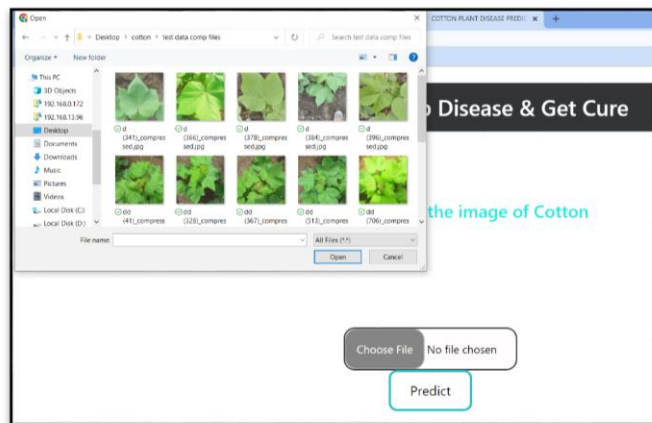 Open
COTTON PLANT DISEASE PREDI
Desktop > cotton > test data comp files
Search test data comp files
Organize
New folder
This PC
3D Objects
192.168.0.172
192.168.13.96
Desktop
Documents
Downloads
Music
Pictures
Videos
Local Disk (C:)
Local Disk (D:)
d
(341)_compres
sed.jpg
d
(366)_compres
sed.jpg
d
(378)_compres
sed.jpg
d
(384)_compres
sed.jpg
d
(396)_compres
sed.jpg
dd
(41)_compress
dd
(328)_compres
dd
(367)_compres
dd
(513)_compres
dd
(706)_compres
File name:
All Files (*.*)
Open
Cancel
Disease & Get Cure
the image of Cotton
Choose File
No file chosen
Predict